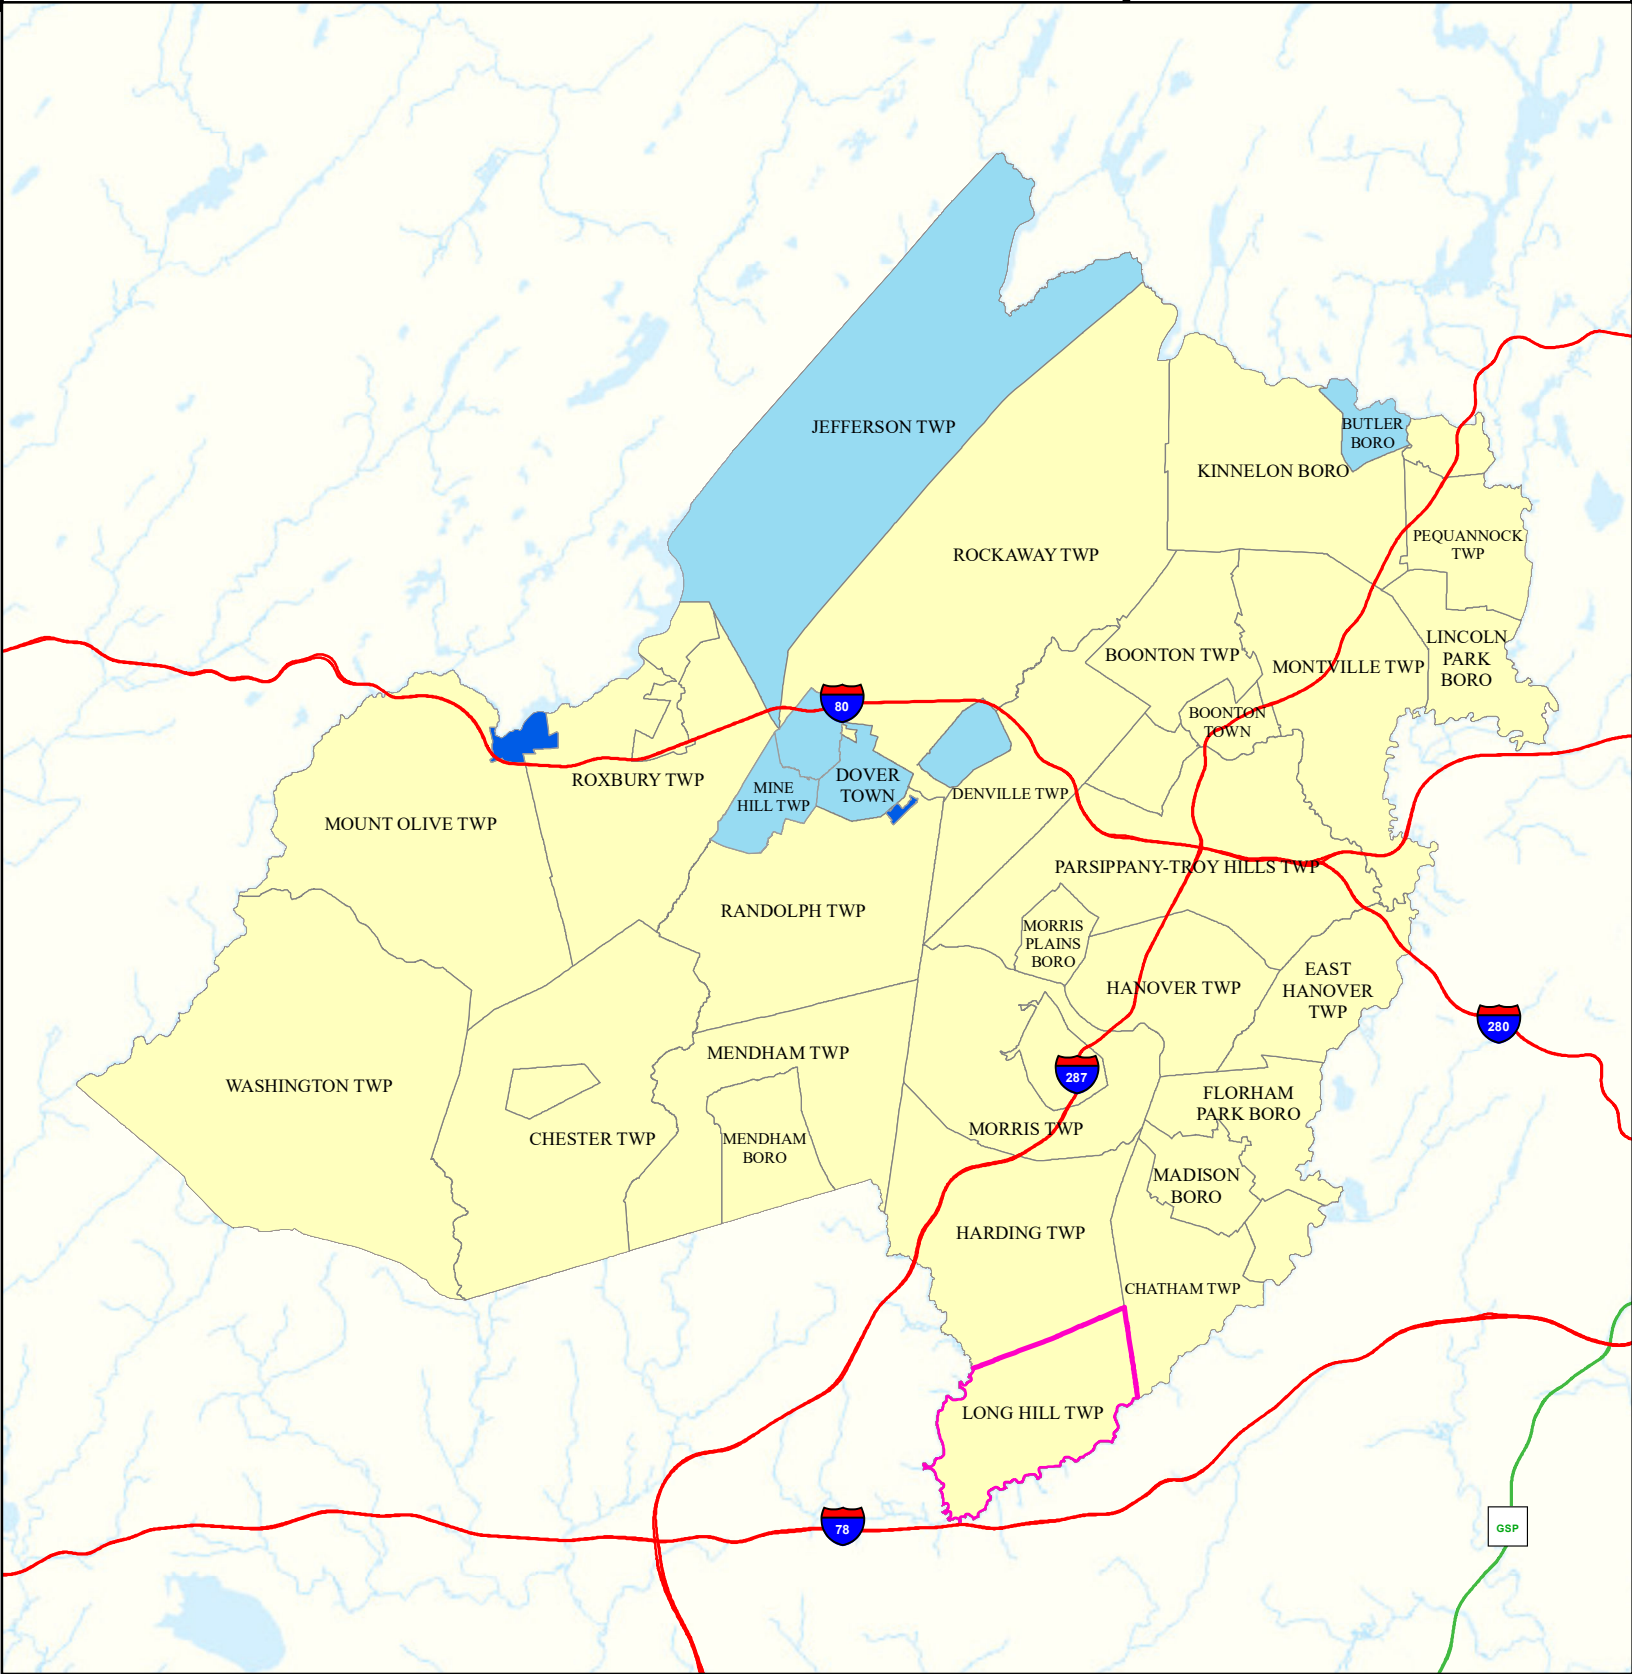 JEFFERSON TWP
BUTLER
BORO
KINNELON BORO
PEQUANNOCK
TWP
ROCKAWAY TWP
LINCOLN
PARK
BORO
BOONTON TWP
MONTVILLE TWP
80
BOONTON
TOWN
ROXBURY TWP
MINE
HILL TWP
DOVER
TOWN
DENVILLE TWP
MOUNT OLIVE TWP
PARSIPPANY-TROY HILLS TWP
RANDOLPH TWP
MORRIS
PLAINS
BORO
EAST
HANOVER
TWP
HANOVER TWP
280
MENDHAM TWP
287
WASHINGTON TWP
FLORHAM
PARK BORO
CHESTER TWP
MENDHAM
BORO
MORRIS TWP
MADISON
BORO
HARDING TWP
CHATHAM TWP
LONG HILL TWP
78
GSP